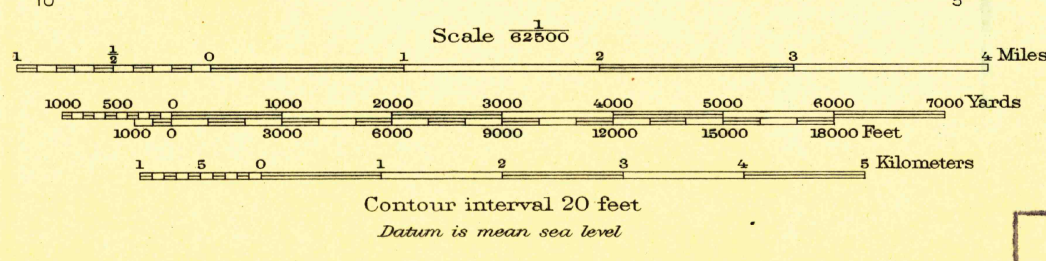 10 5
Scale 1/62500
1 1/2 0 1 2 3 4 Miles
1000 500 0 1000 2000 3000 4000 5000 6000 7000 Yards
1000 0 3000 6000 9000 12000 15000 18000 Feet
1 5 0 1 2 3 4 5 Kilometers
Contour interval 20 feet
Datum is mean sea level